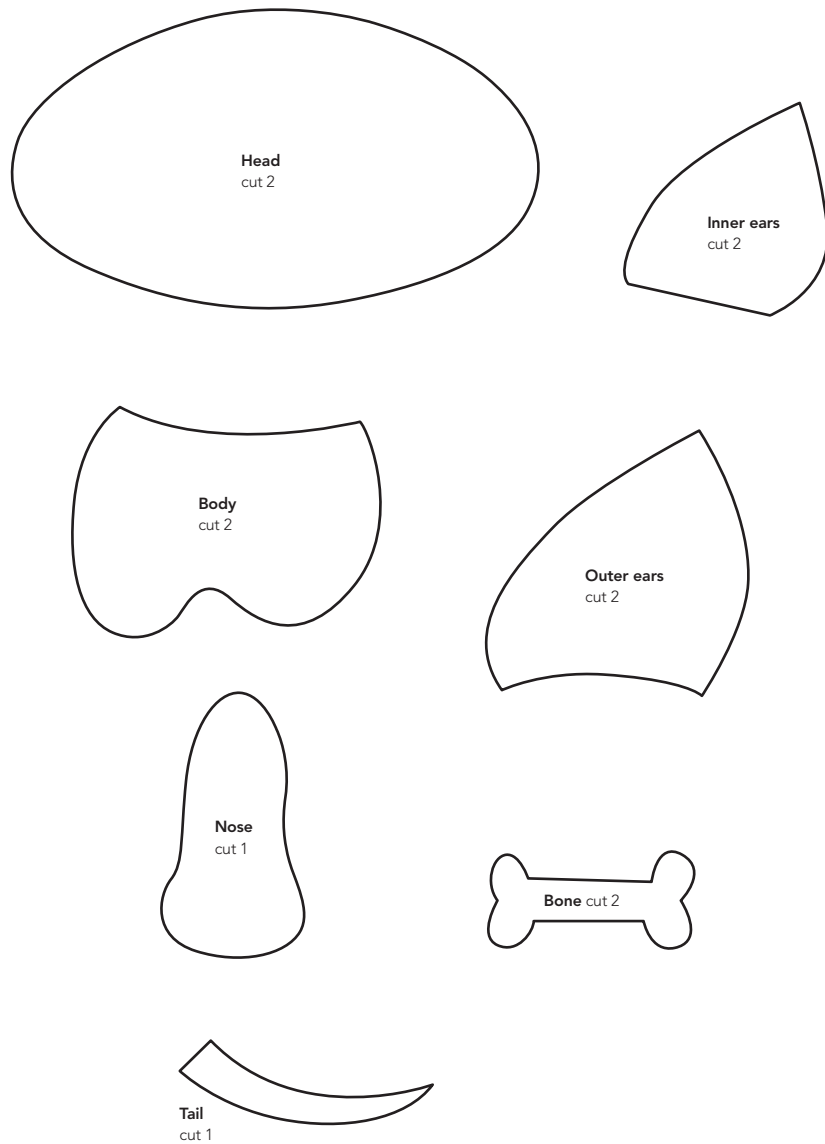 Head
cut 2
Inner ears
cut 2
Body
cut 2
Outer ears
cut 2
Nose
cut 1
Bone cut 2
Tail
cut 1